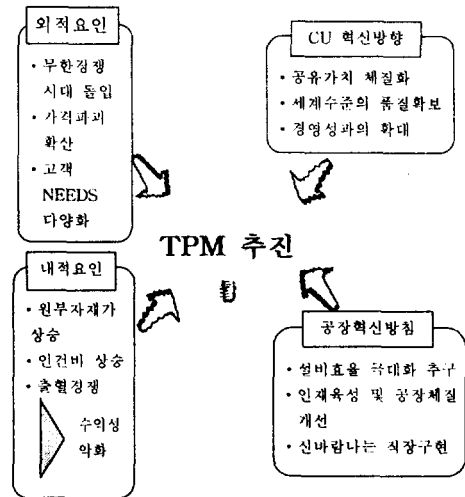 외적요인
• 무한경쟁
시대 돌입
• 가격파괴
확산
• 고객
NEEDS
다양화
CU 혁신방향
• 공유가치 체질화
• 세계수준의 품질확보
• 경영성과의 확대
TPM 추진
내적요인
• 원부자재가
상승
• 인건비 상승
• 출혈경쟁
수익성
악화
공장혁신방침
• 설비효율 극대화 추구
• 인재육성 및 공장체질
개선
• 신바람나는 직장구현